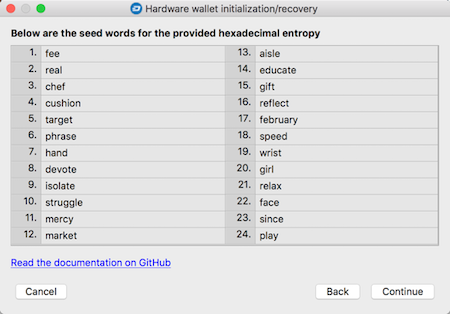 Hardware wallet initialization/recovery
Below are the seed words for the provided hexadecimal entropy
1. fee
2. real
3. chef
4. cushion
5. target
6. phrase
7. hand
8. devote
9. isolate
10. struggle
11. mercy
12. market
13. aisle
14. educate
15. gift
16. reflect
17. february
18. speed
19. wrist
20. girl
21. relax
22. face
23. since
24. play
Read the documentation on GitHub
Cancel Back Continue